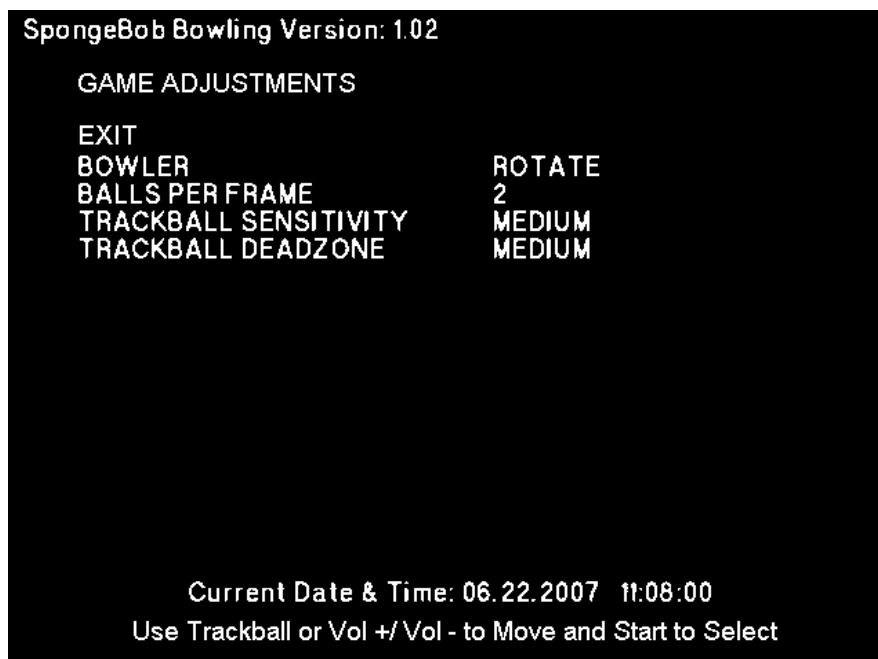 SpongeBob Bowling Version: 1.02
GAME ADJUSTMENTS
EXIT
BOWLER ROTATE
BALLS PER FRAME 2
TRACKBALL SENSITIVITY MEDIUM
TRACKBALL DEADZONE MEDIUM
Current Date & Time: 06.22.2007 11:08:00
Use Trackball or Vol +/ Vol - to Move and Start to Select